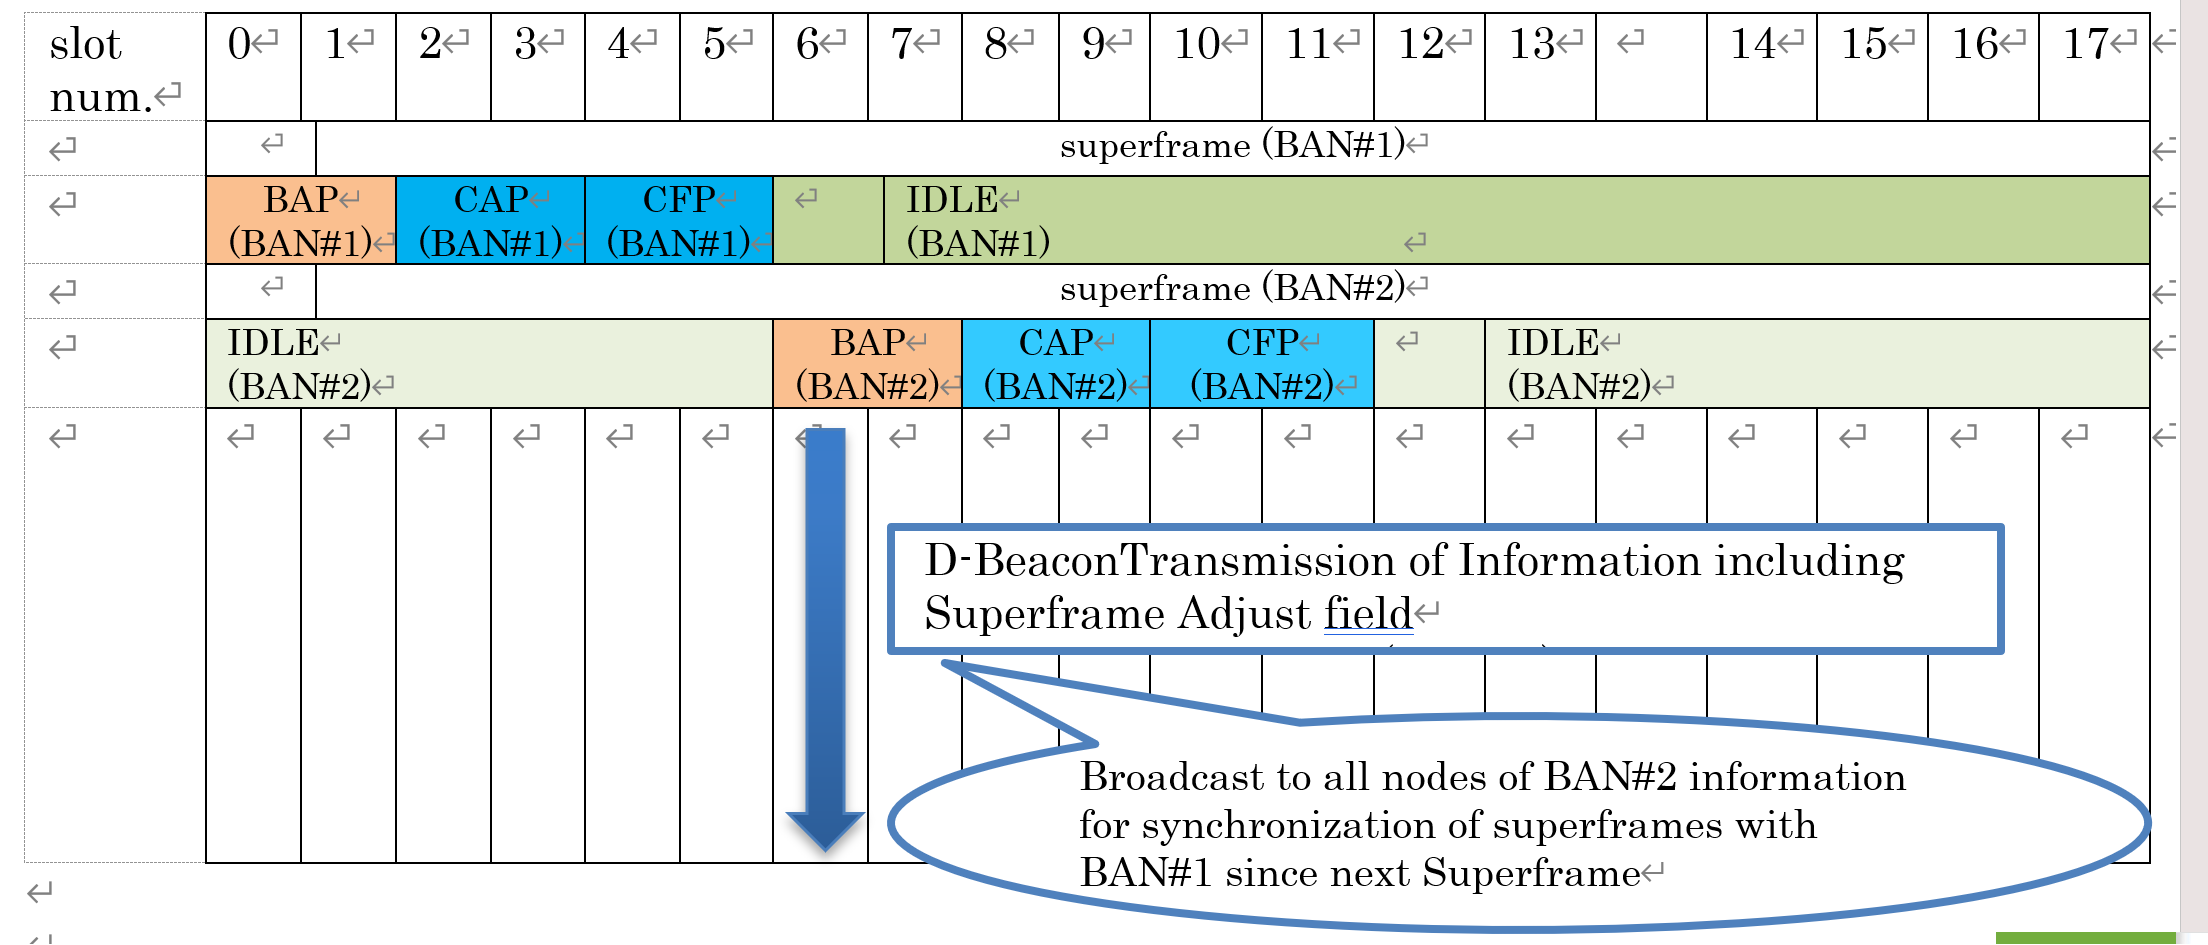 slot num. 0 1 2 3 4 5 6 7 8 9 10 11 12 13 14 15 16 17
superframe (BAN#1)
BAP CAP CFP IDLE
(BAN#1) (BAN#1) (BAN#1) (BAN#1)
superframe (BAN#2)
IDLE BAP CAP CFP IDLE
(BAN#2) (BAN#2) (BAN#2) (BAN#2) (BAN#2)
D-BeaconTransmission of Information including
Superframe Adjust field
Broadcast to all nodes of BAN#2 information
for synchronization of superframes with
BAN#1 since next Superframe